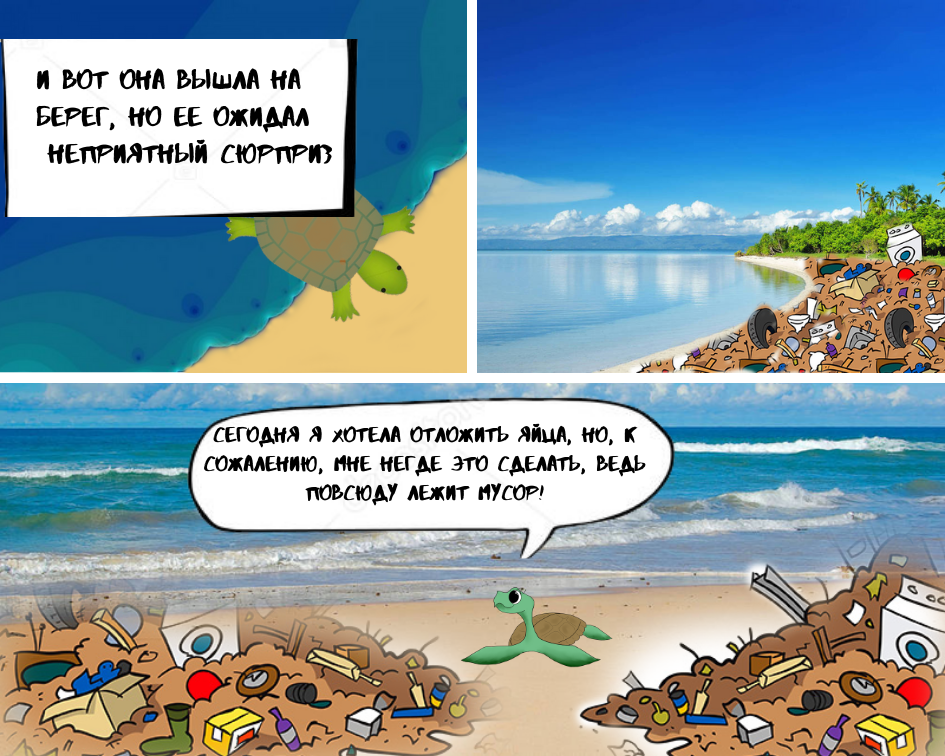 И ВОТ ОНА ВЫШЛА НА
БЕРЕГ, НО ЕЕ ОЖИДАЛ
НЕПРИЯТНЫЙ СЮРПРИЗ
СЕГОДНЯ Я ХОТЕЛА ОТЛОЖИТЬ ЯЙЦА, НО, К
СОЖАЛЕНИЮ, МНЕ НЕГДЕ ЭТО СДЕЛАТЬ, ВЕДЬ
ПОВСЮДУ ЛЕЖИТ МУСОР!